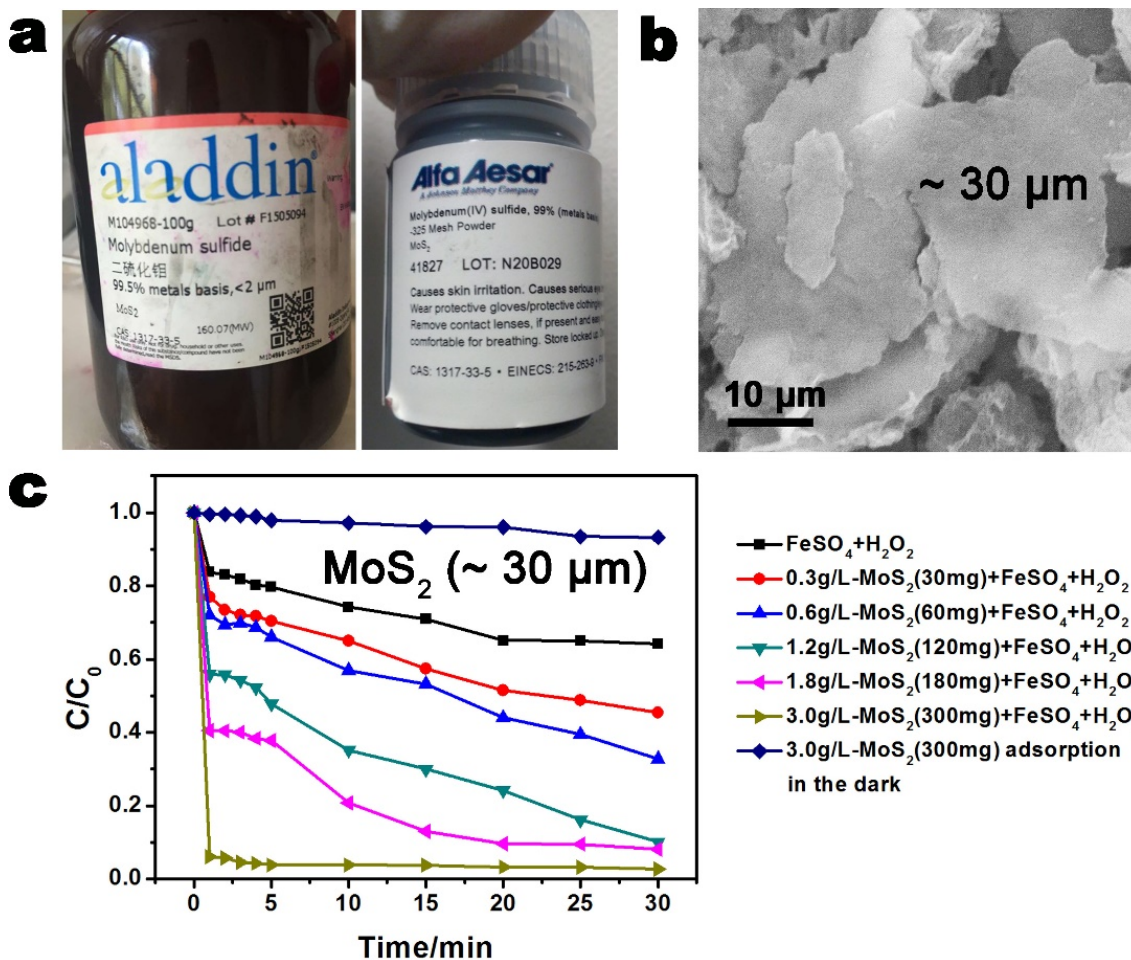 a
aladdin
M104968-100g Lot # F1505094
Molybdenum sulfide
二硫化钼
99.5% metals basis,<2 μm
MoS2
160.07(MW)
CAS 1317-33-5
M104968-100g/F1505094
Alfa Aesar®
A Johnson Matthey Company
Molybdenum(IV) sulfide, 99% (metals basis
-325 Mesh Powder
MoS2
41827 LOT: N20B029
Causes skin irritation. Causes serious
Wear protective gloves/protective clothing
Remove contact lenses, if present and
comfortable for breathing. Store locked up.
CAS: 1317-33-5 • EINECS: 215-263-9 •
b
~ 30 μm
10 μm
c
C/C0
1.0
0.8
0.6
0.4
0.2
0.0
MoS2 (~ 30 μm)
0 5 10 15 20 25 30
Time/min
FeSO4+H2O2
0.3g/L-MoS2(30mg)+FeSO4+H2O2
0.6g/L-MoS2(60mg)+FeSO4+H2O2
1.2g/L-MoS2(120mg)+FeSO4+H2O
1.8g/L-MoS2(180mg)+FeSO4+H2O
3.0g/L-MoS2(300mg)+FeSO4+H2O
3.0g/L-MoS2(300mg) adsorption
in the dark